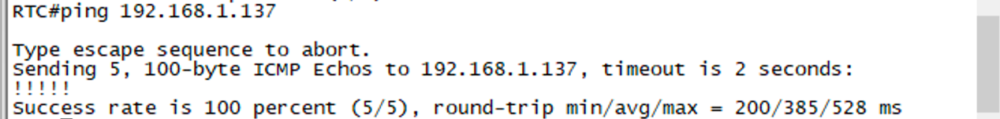 RTC#ping 192.168.1.137
Type escape sequence to abort.
Sending 5, 100-byte ICMP Echos to 192.168.1.137, timeout is 2 seconds:
!!!!!
Success rate is 100 percent (5/5), round-trip min/avg/max = 200/385/528 ms